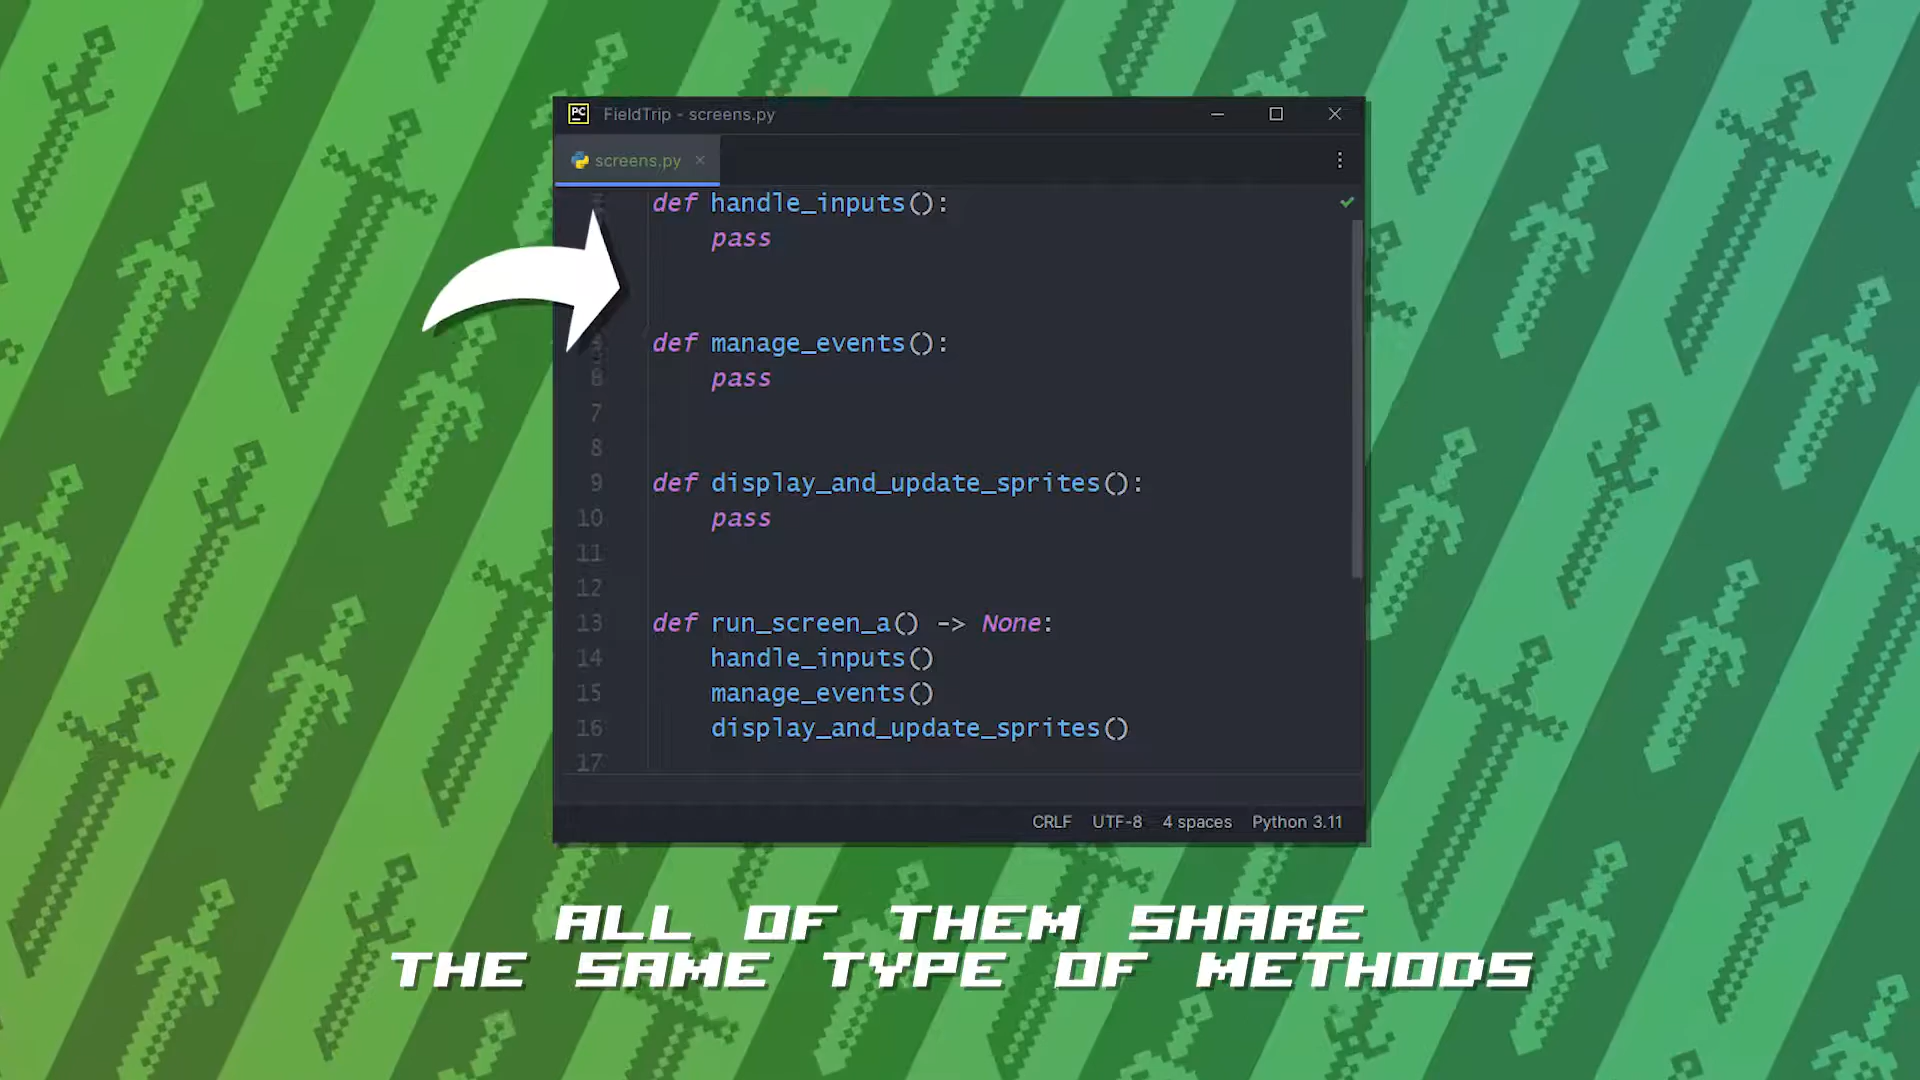 PC FieldTrip - screens.py
screens.py
def handle_inputs():
pass
def manage_events():
8 pass
7
8
9 def display_and_update_sprites():
10 pass
11
12
13 def run_screen_a() -> None:
14 handle_inputs()
15 manage_events()
16 display_and_update_sprites()
17
CRLF UTF-8 4 spaces Python 3.11
ALL OF THEM SHARE
THE SAME TYPE OF METHODS